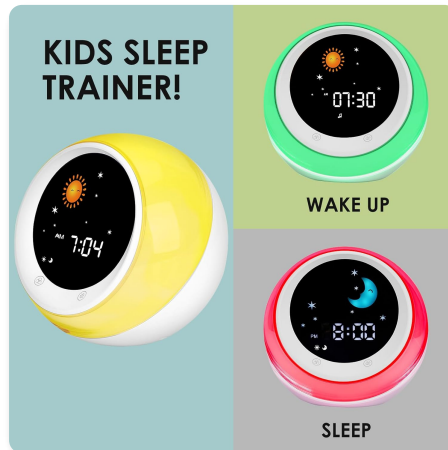 KIDS SLEEP
TRAINER!
AM 7:04
07:30
WAKE UP
PM 8:00
SLEEP